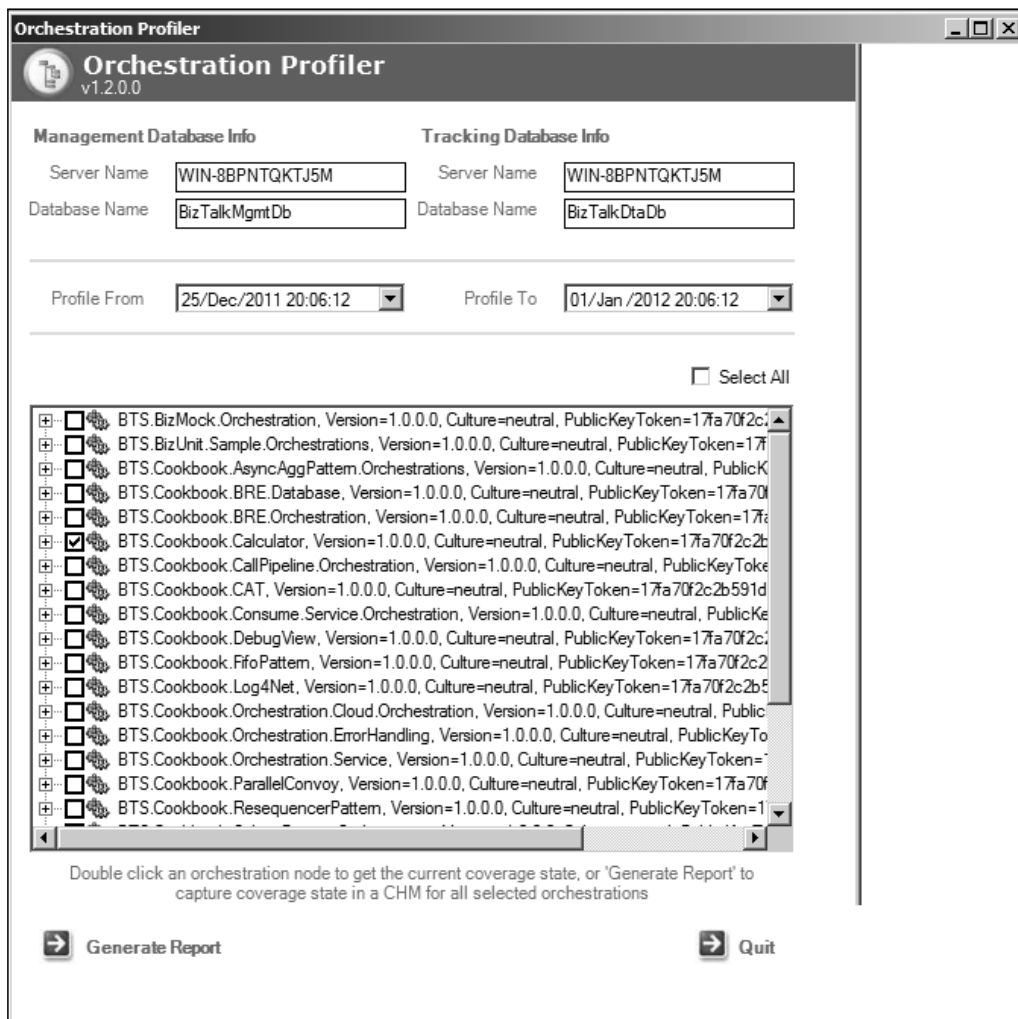 Orchestration Profiler
Orchestration Profiler
v1.2.0.0
Management Database Info
Tracking Database Info
Server Name WIN-8BPNTQKTJ5M
Server Name WIN-8BPNTQKTJ5M
Database Name BizTalkMgmtDb
Database Name BizTalkDtaDb
Profile From 25/Dec/2011 20:06:12
Profile To 01/Jan /2012 20:06:12
Select All
BTS.BizMock.Orchestration, Version=1.0.0.0, Culture=neutral, PublicKeyToken=17fa70f2c2
BTS.BizUnit.Sample.Orchestrations, Version=1.0.0.0, Culture=neutral, PublicKeyToken=17f
BTS.Cookbook.AsyncAggPattern.Orchestrations, Version=1.0.0.0, Culture=neutral, PublicK
BTS.Cookbook.BRE.Database, Version=1.0.0.0, Culture=neutral, PublicKeyToken=17fa70f
BTS.Cookbook.BRE.Orchestration, Version=1.0.0.0, Culture=neutral, PublicKeyToken=17fa
BTS.Cookbook.Calculator, Version=1.0.0.0, Culture=neutral, PublicKeyToken=17fa70f2c2b
BTS.Cookbook.CallPipeline.Orchestration, Version=1.0.0.0, Culture=neutral, PublicKeyToke
BTS.Cookbook.CAT, Version=1.0.0.0, Culture=neutral, PublicKeyToken=17fa70f2c2b591d
BTS.Cookbook.Consume.Service.Orchestration, Version=1.0.0.0, Culture=neutral, PublicKe
BTS.Cookbook.DebugView, Version=1.0.0.0, Culture=neutral, PublicKeyToken=17fa70f2c2
BTS.Cookbook.FifoPattern, Version=1.0.0.0, Culture=neutral, PublicKeyToken=17fa70f2c2
BTS.Cookbook.Log4Net, Version=1.0.0.0, Culture=neutral, PublicKeyToken=17fa70f2c2b5
BTS.Cookbook.Orchestration.Cloud.Orchestration, Version=1.0.0.0, Culture=neutral, Public
BTS.Cookbook.Orchestration.ErrorHandling, Version=1.0.0.0, Culture=neutral, PublicKeyTo
BTS.Cookbook.Orchestration.Service, Version=1.0.0.0, Culture=neutral, PublicKeyToken=
BTS.Cookbook.ParallelConvoy, Version=1.0.0.0, Culture=neutral, PublicKeyToken=17fa70f
BTS.Cookbook.ResequencerPattern, Version=1.0.0.0, Culture=neutral, PublicKeyToken=1
Double click an orchestration node to get the current coverage state, or 'Generate Report' to
capture coverage state in a CHM for all selected orchestrations
Generate Report
Quit